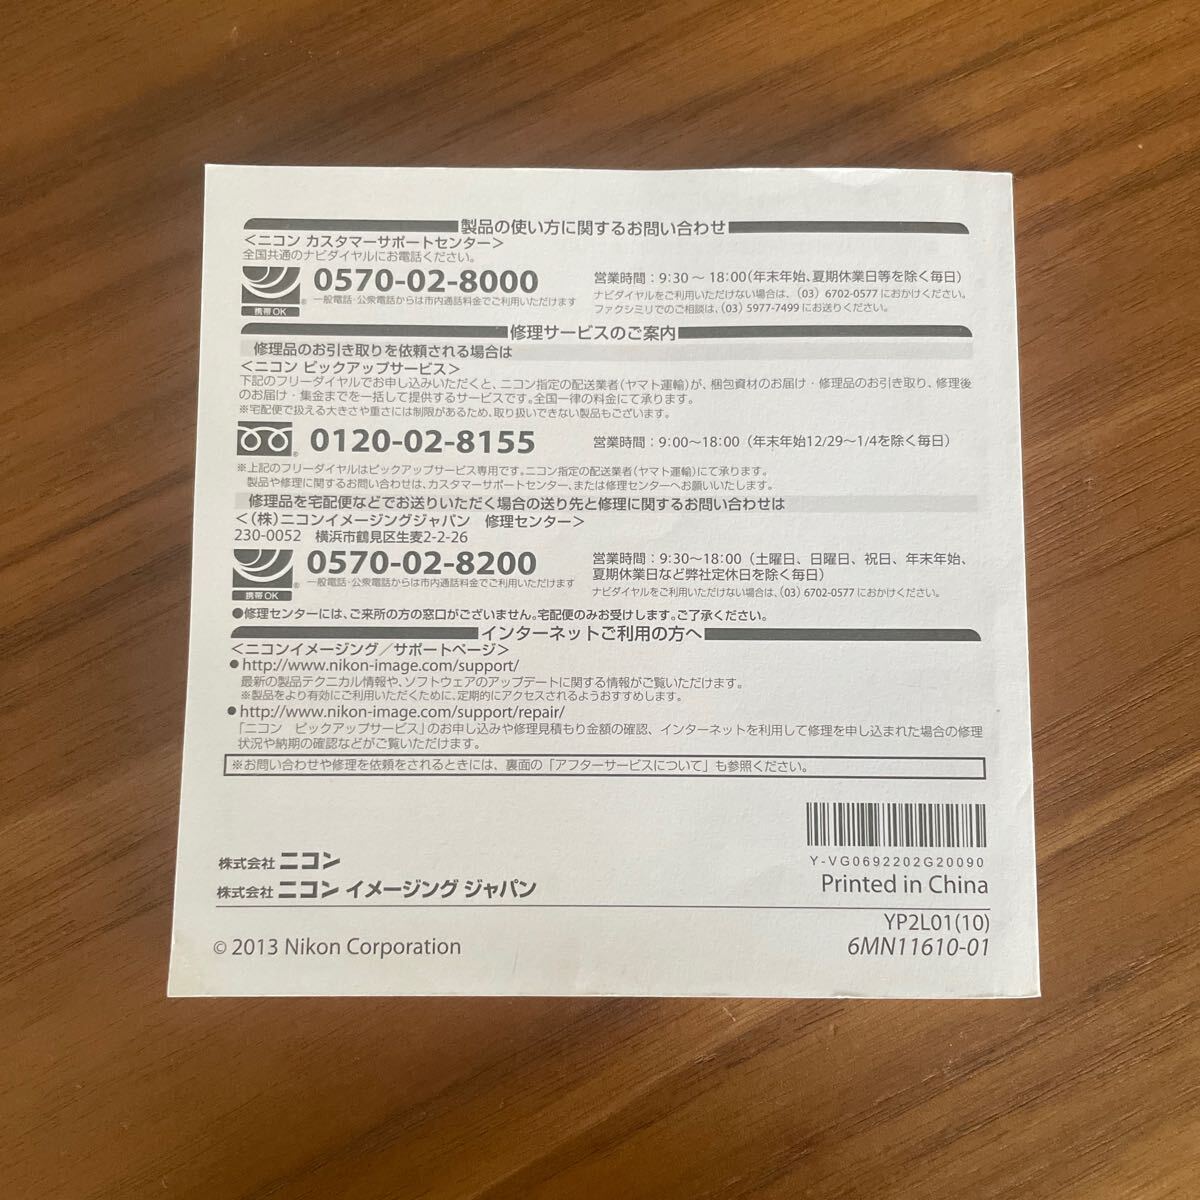 製品の使い方に関するお問い合わせ
＜ニコン カスタマーサポートセンター＞
全国共通のナビダイヤルにお電話ください。
0570-02-8000
一般電話・公衆電話からは市内通話料金でご利用いただけます
携帯OK
営業時間：9:30～18:00(年末年始、夏期休業日等を除く毎日)
ナビダイヤルをご利用いただけない場合は、(03) 6702-0577 におかけください。
ファクシミリでのご相談は、(03) 5977-7499 にお送りください。
修理サービスのご案内
修理品のお引き取りを依頼される場合は
＜ニコン ピックアップサービス＞
下記のフリーダイヤルでお申し込みいただくと、ニコン指定の配送業者(ヤマト運輸)が、梱包資材のお届け・修理品のお引き取り、修理後
のお届け・集金までを一括して提供するサービスです。全国一律の料金にて承ります。
※宅配便で扱える大きさや重さには制限があるため、取り扱いできない製品もございます。
0120-02-8155
営業時間：9:00～18:00（年末年始12/29～1/4を除く毎日）
※上記のフリーダイヤルはピックアップサービス専用です。ニコン指定の配送業者(ヤマト運輸)にて承ります。
製品や修理に関するお問い合わせは、カスタマーサポートセンター、または修理センターへお願いいたします。
修理品を宅配便などでお送りいただく場合の送り先と修理に関するお問い合わせは
＜(株)ニコンイメージングジャパン　修理センター＞
230-0052　横浜市鶴見区生麦2-2-26
0570-02-8200
一般電話・公衆電話からは市内通話料金でご利用いただけます
携帯OK
営業時間：9:30～18:00（土曜日、日曜日、祝日、年末年始、
夏期休業日など弊社定休日を除く毎日）
ナビダイヤルをご利用いただけない場合は、(03) 6702-0577 におかけください。
●修理センターには、ご来所の方の窓口がございません。宅配便のみお受けします。ご了承ください。
インターネットご利用の方へ
＜ニコンイメージング／サポートページ＞
●http://www.nikon-image.com/support/
最新の製品テクニカル情報や、ソフトウェアのアップデートに関する情報がご覧いただけます。
※製品をより有効にご利用いただくために、定期的にアクセスされるようおすすめします。
●http://www.nikon-image.com/support/repair/
「ニコン　ピックアップサービス」のお申し込みや修理見積もり金額の確認、インターネットを利用して修理を申し込まれた場合の修理
状況や納期の確認などがご覧いただけます。
※お問い合わせや修理を依頼をされるときには、裏面の「アフターサービスについて」も参照ください。
Y-VG0692202G20090
株式会社 ニコン
株式会社 ニコン イメージング ジャパン
Printed in China
YP2L01(10)
© 2013 Nikon Corporation
6MN11610-01